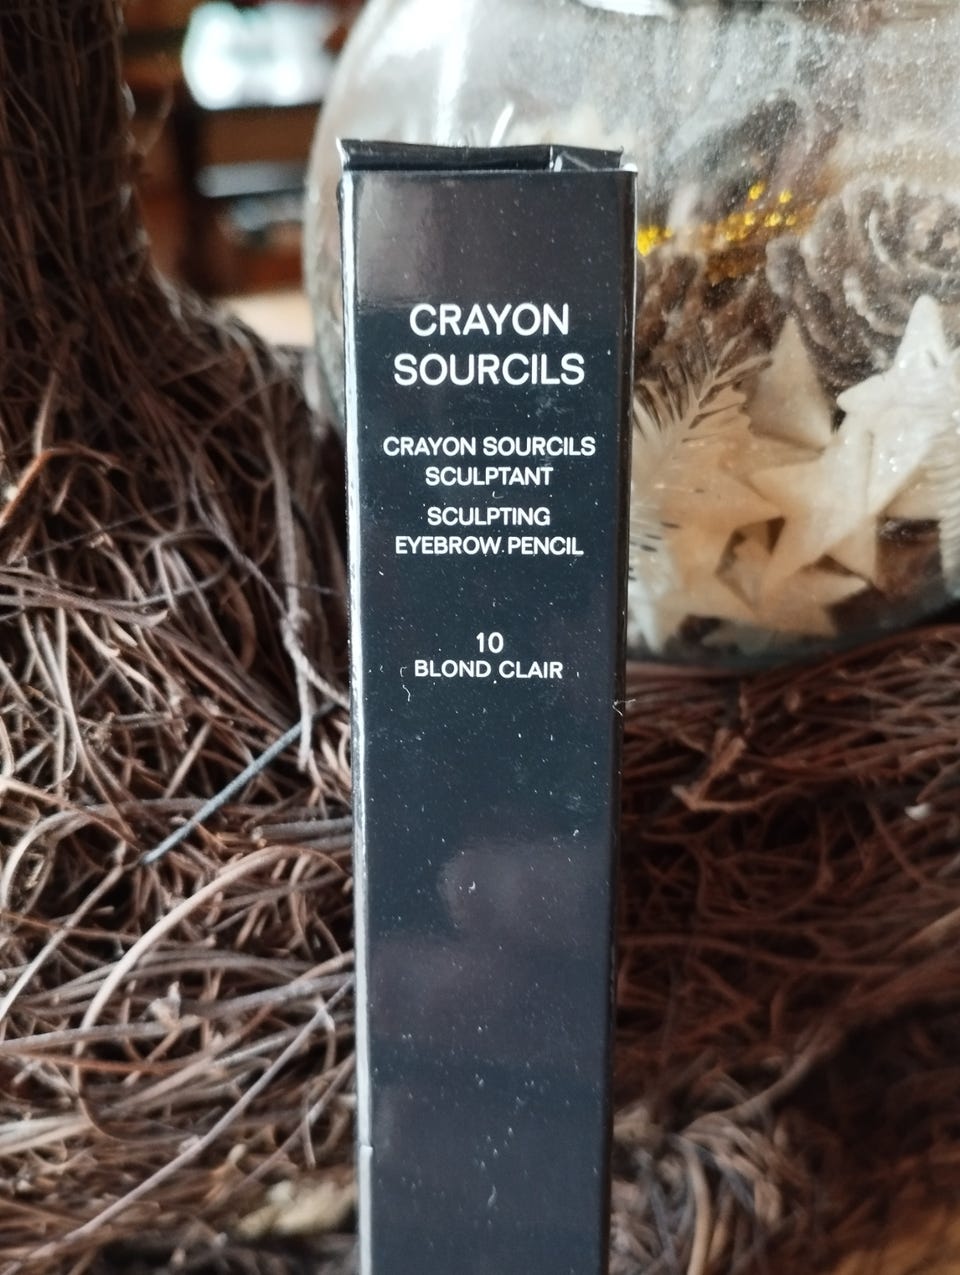 CRAYON
SOURCILS
CRAYON SOURCILS
SCULPTANT
SCULPTING
EYEBROW PENCIL
10
BLOND CLAIR